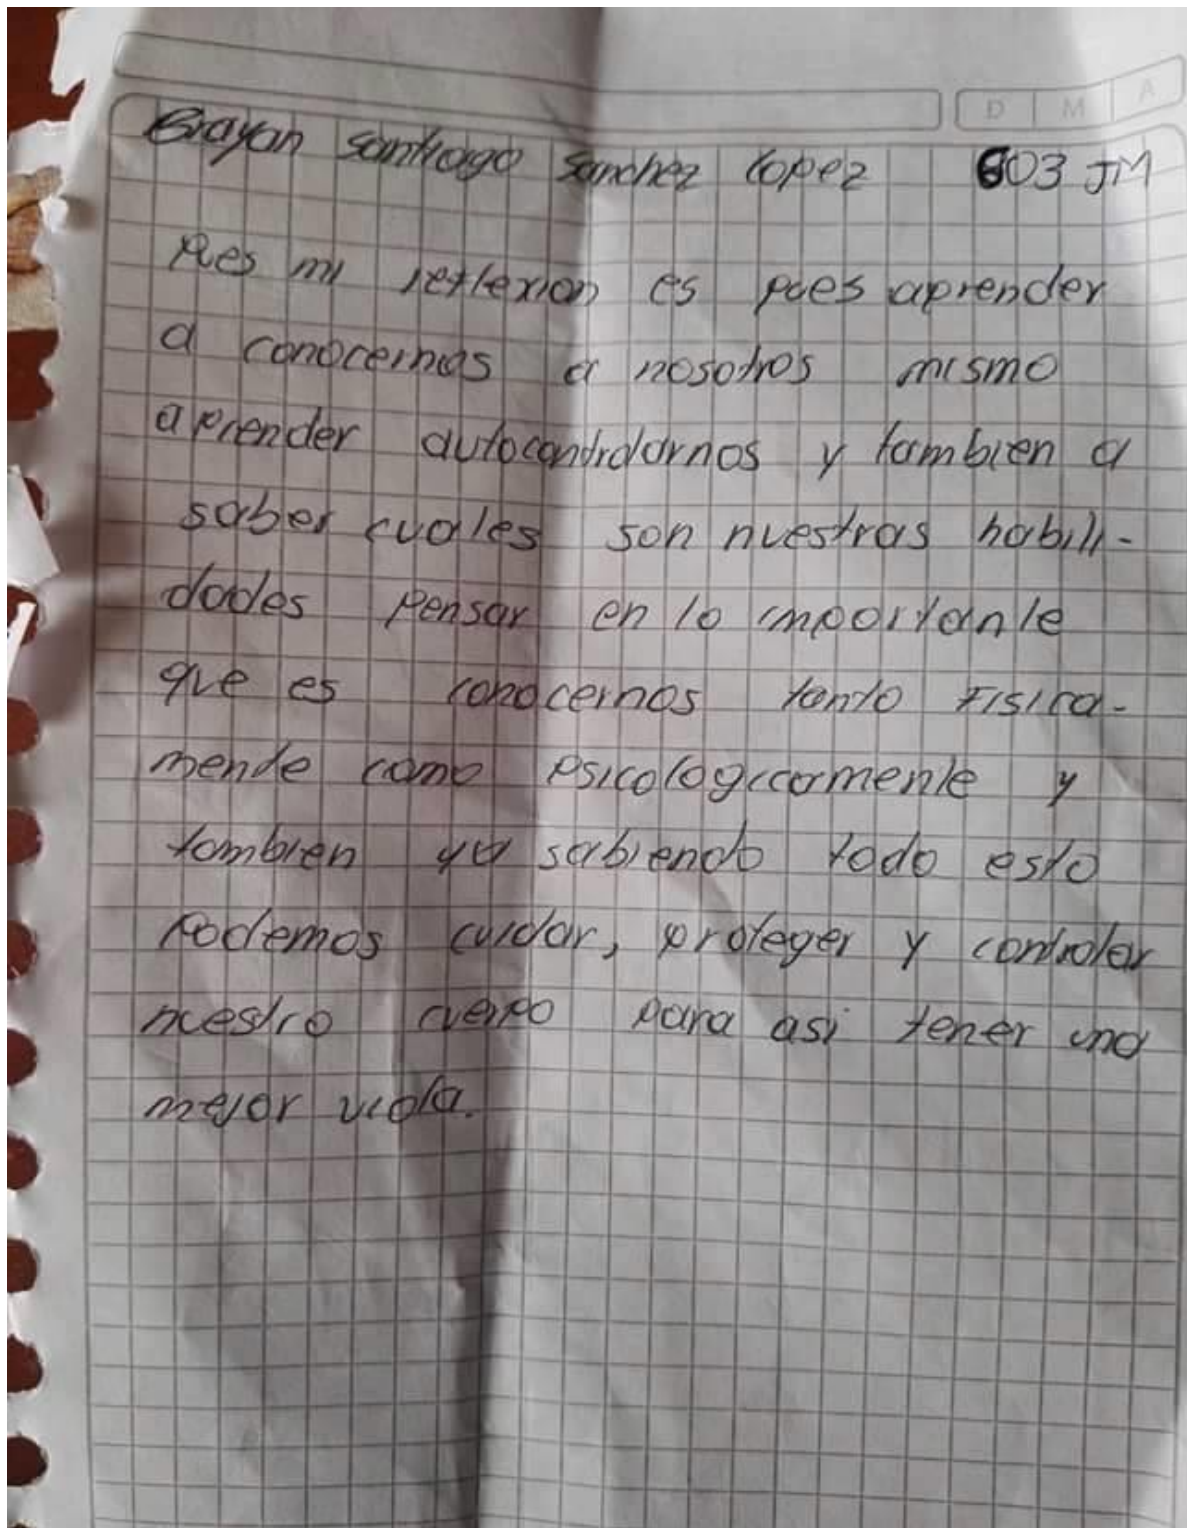 D M A
Brayan Santiago Sanchez Lopez 603 JM
Pues mi reflexion es pues aprender
a conocernos a nosotros mismo
aprender autocontrolarnos y tambien a
saber cuales son nuestras habili-
dades pensar en lo importante
que es conocernos tanto fisica-
mente como psicologicamente y
tambien ya sabiendo todo esto
podemos cuidar, proteger y controlar
nuestro cuerpo para asi tener una
mejor vida.